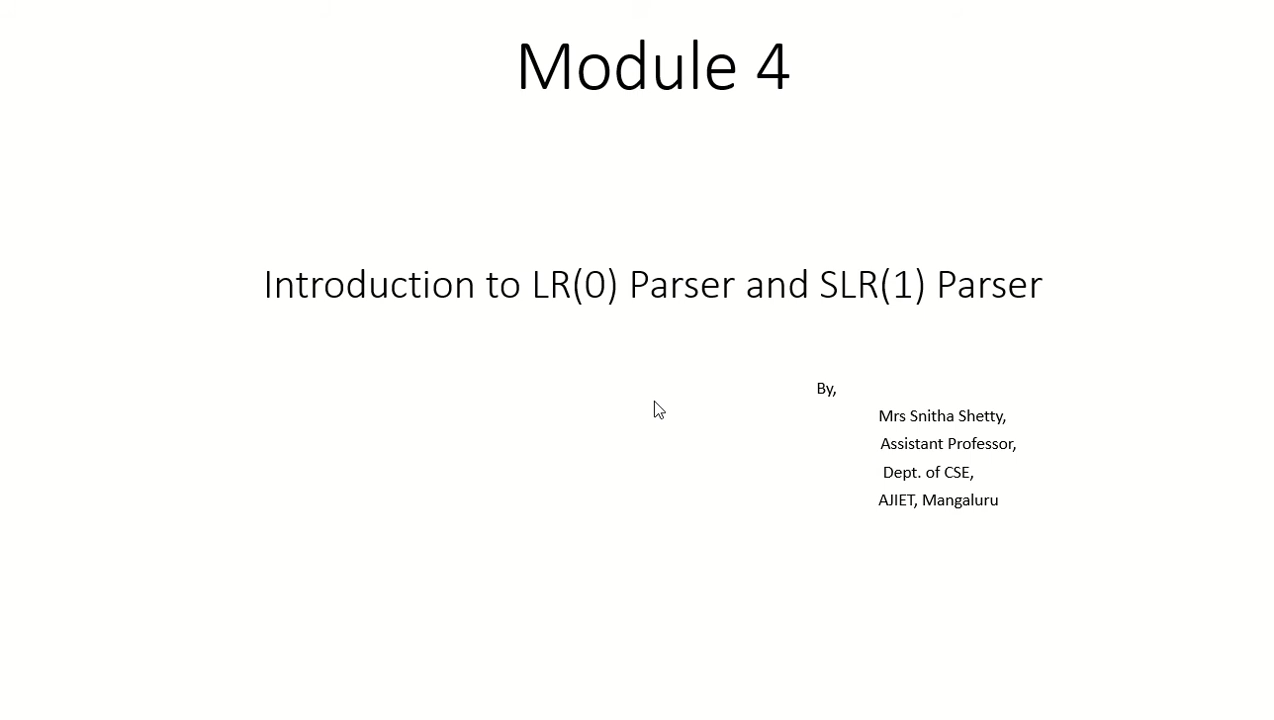 Module 4
Introduction to LR(0) Parser and SLR(1) Parser
By,
Mrs Snitha Shetty,
Assistant Professor,
Dept. of CSE,
AJIET, Mangaluru